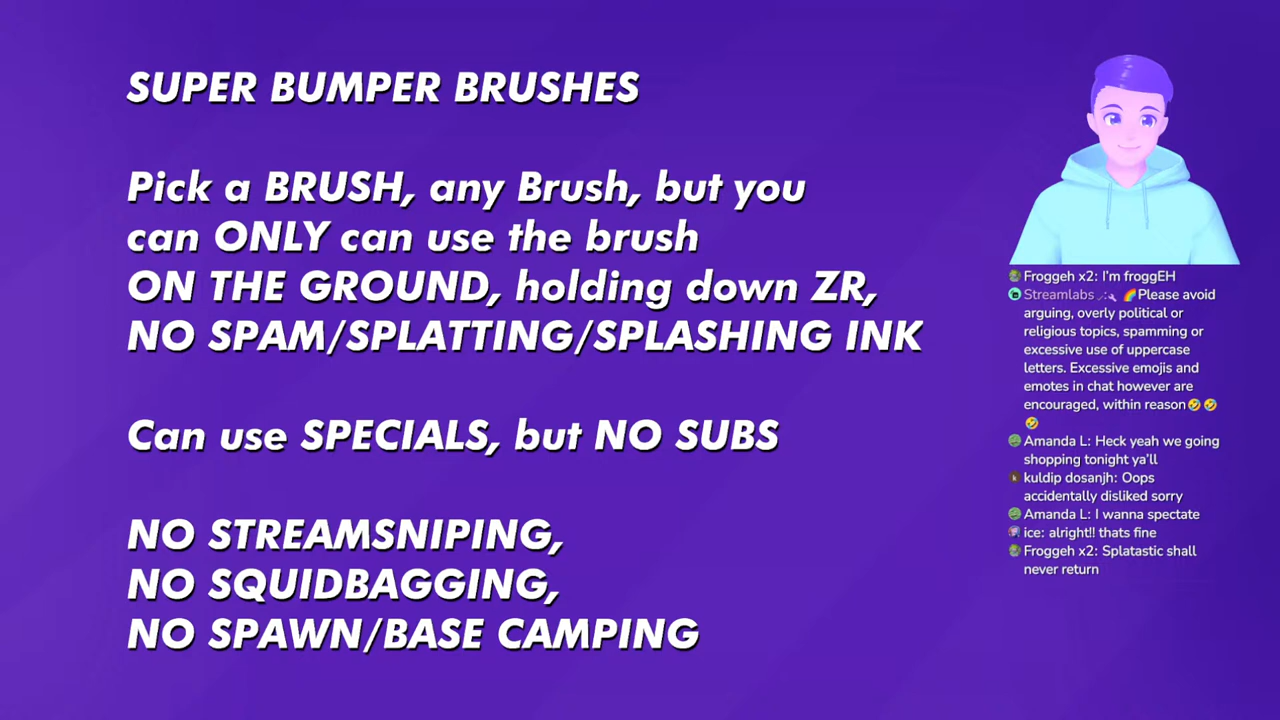 SUPER BUMPER BRUSHES
Pick a BRUSH, any Brush, but you
can ONLY can use the brush
ON THE GROUND, holding down ZR,
NO SPAM/SPLATTING/SPLASHING INK
Can use SPECIALS, but NO SUBS
NO STREAMSNIPING,
NO SQUIDBAGGING,
NO SPAWN/BASE CAMPING
Froggeh x2: I'm froggEH
Streamlabs 🌈Please avoid
arguing, overly political or
religious topics, spamming or
excessive use of uppercase
letters. Excessive emojis and
emotes in chat however are
encouraged, within reason🤣🤣
🤣
Amanda L: Heck yeah we going
shopping tonight ya'll
kuldip dosanjh: Oops
accidentally disliked sorry
Amanda L: I wanna spectate
ice: alright!! thats fine
Froggeh x2: Splatastic shall
never return